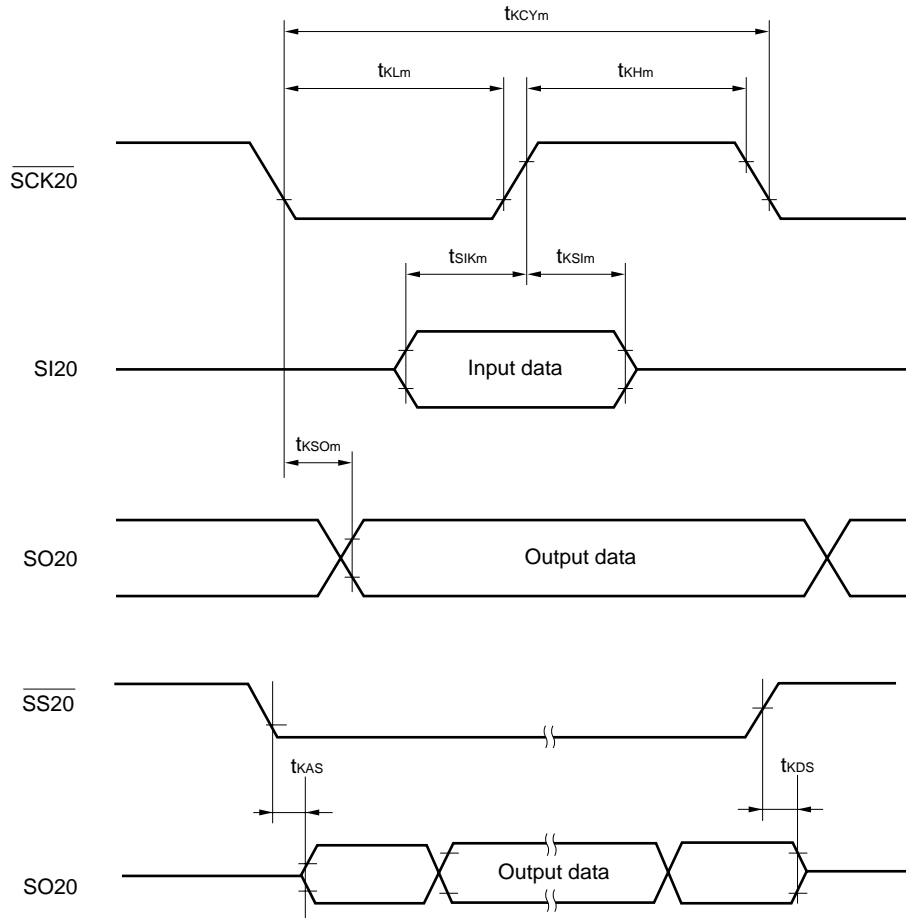 tKCYm
tKLm
tKHm
SCK20
tSIKm
tKSIm
SI20
Input data
tKSOm
SO20
Output data
SS20
tKAS
tKDS
SO20
Output data